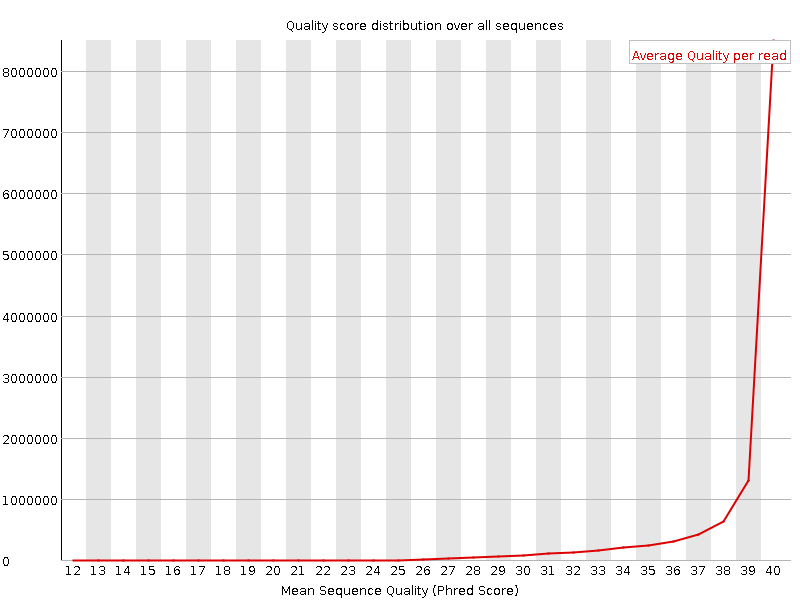 Quality score distribution over all sequences
Average Quality per read
8000000
7000000
6000000
5000000
4000000
3000000
2000000
1000000
0
12 13 14 15 16 17 18 19 20 21 22 23 24 25 26 27 28 29 30 31 32 33 34 35 36 37 38 39 40
Mean Sequence Quality (Phred Score)